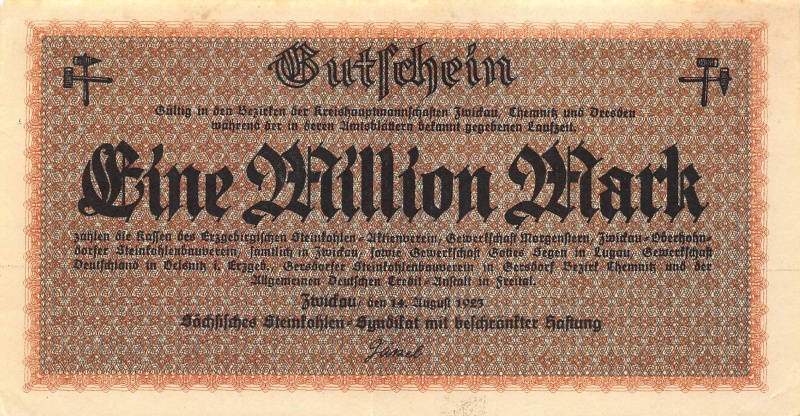 Gutschein
Gültig in den Bezirken der Kreishauptmannschaften Zwickau, Chemnitz und Dresden
während der in deren Amtsblättern bekannt gegebenen Laufzeit.
Eine Million Mark
zahlen die Kassen des Erzgebirgischen Steinkohlen-Aktienverein, Gewerkschaft Morgenstern, Zwickau-Oberhohn-
dorfer Steinkohlenbauverein, sämtlich in Zwickau, sowie Gewerkschaft Gottes Segen in Lugau, Gewerkschaft
Deutschland in Oelsnitz i. Erzgeb., Gersdorfer Steinkohlenbauverein in Gersdorf Bezirk Chemnitz und der
Allgemeinen Deutschen Credit-Anstalt in Freital.
Zwickau, den 14. August 1923
Sächsisches Steinkohlen-Syndikat mit beschränkter Haftung